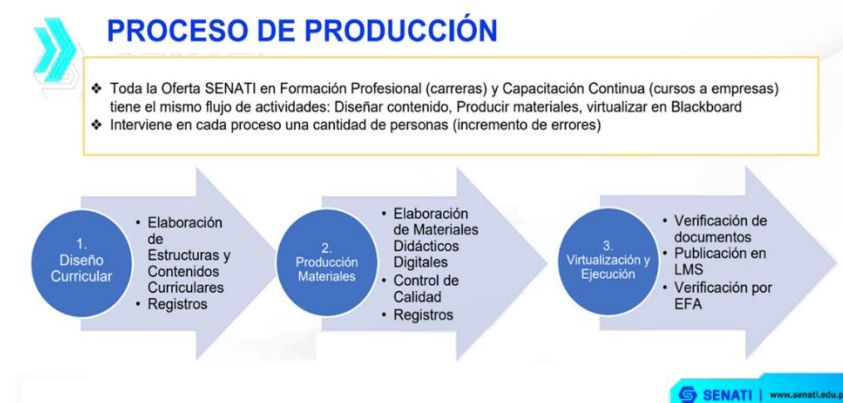 PROCESO DE PRODUCCIÓN
❖ Toda la Oferta SENATI en Formación Profesional (carreras) y Capacitación Continua (cursos a empresas)
tiene el mismo flujo de actividades: Diseñar contenido, Producir materiales, virtualizar en Blackboard
❖ Interviene en cada proceso una cantidad de personas (incremento de errores)
1.
Diseño
Curricular
• Elaboración
de
Estructuras y
Contenidos
Curriculares
• Registros
2.
Producción
Materiales
• Elaboración
de Materiales
Didácticos
Digitales
• Control de
Calidad
• Registros
3.
Virtualización y
Ejecución
• Verificación de
documentos
• Publicación en
LMS
• Verificación por
EFA
SENATI | www.senati.edu.p